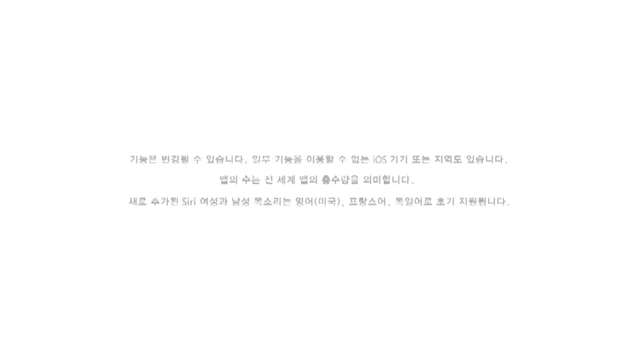 기능은 변경될 수 있습니다. 일부 기능을 이용할 수 없는 iOS 기기 또는 지역도 있습니다.
앱의 수는 전 세계 앱의 총수량을 의미합니다.
새로 추가된 Siri 여성과 남성 목소리는 영어(미국), 프랑스어, 독일어로 초기 지원됩니다.